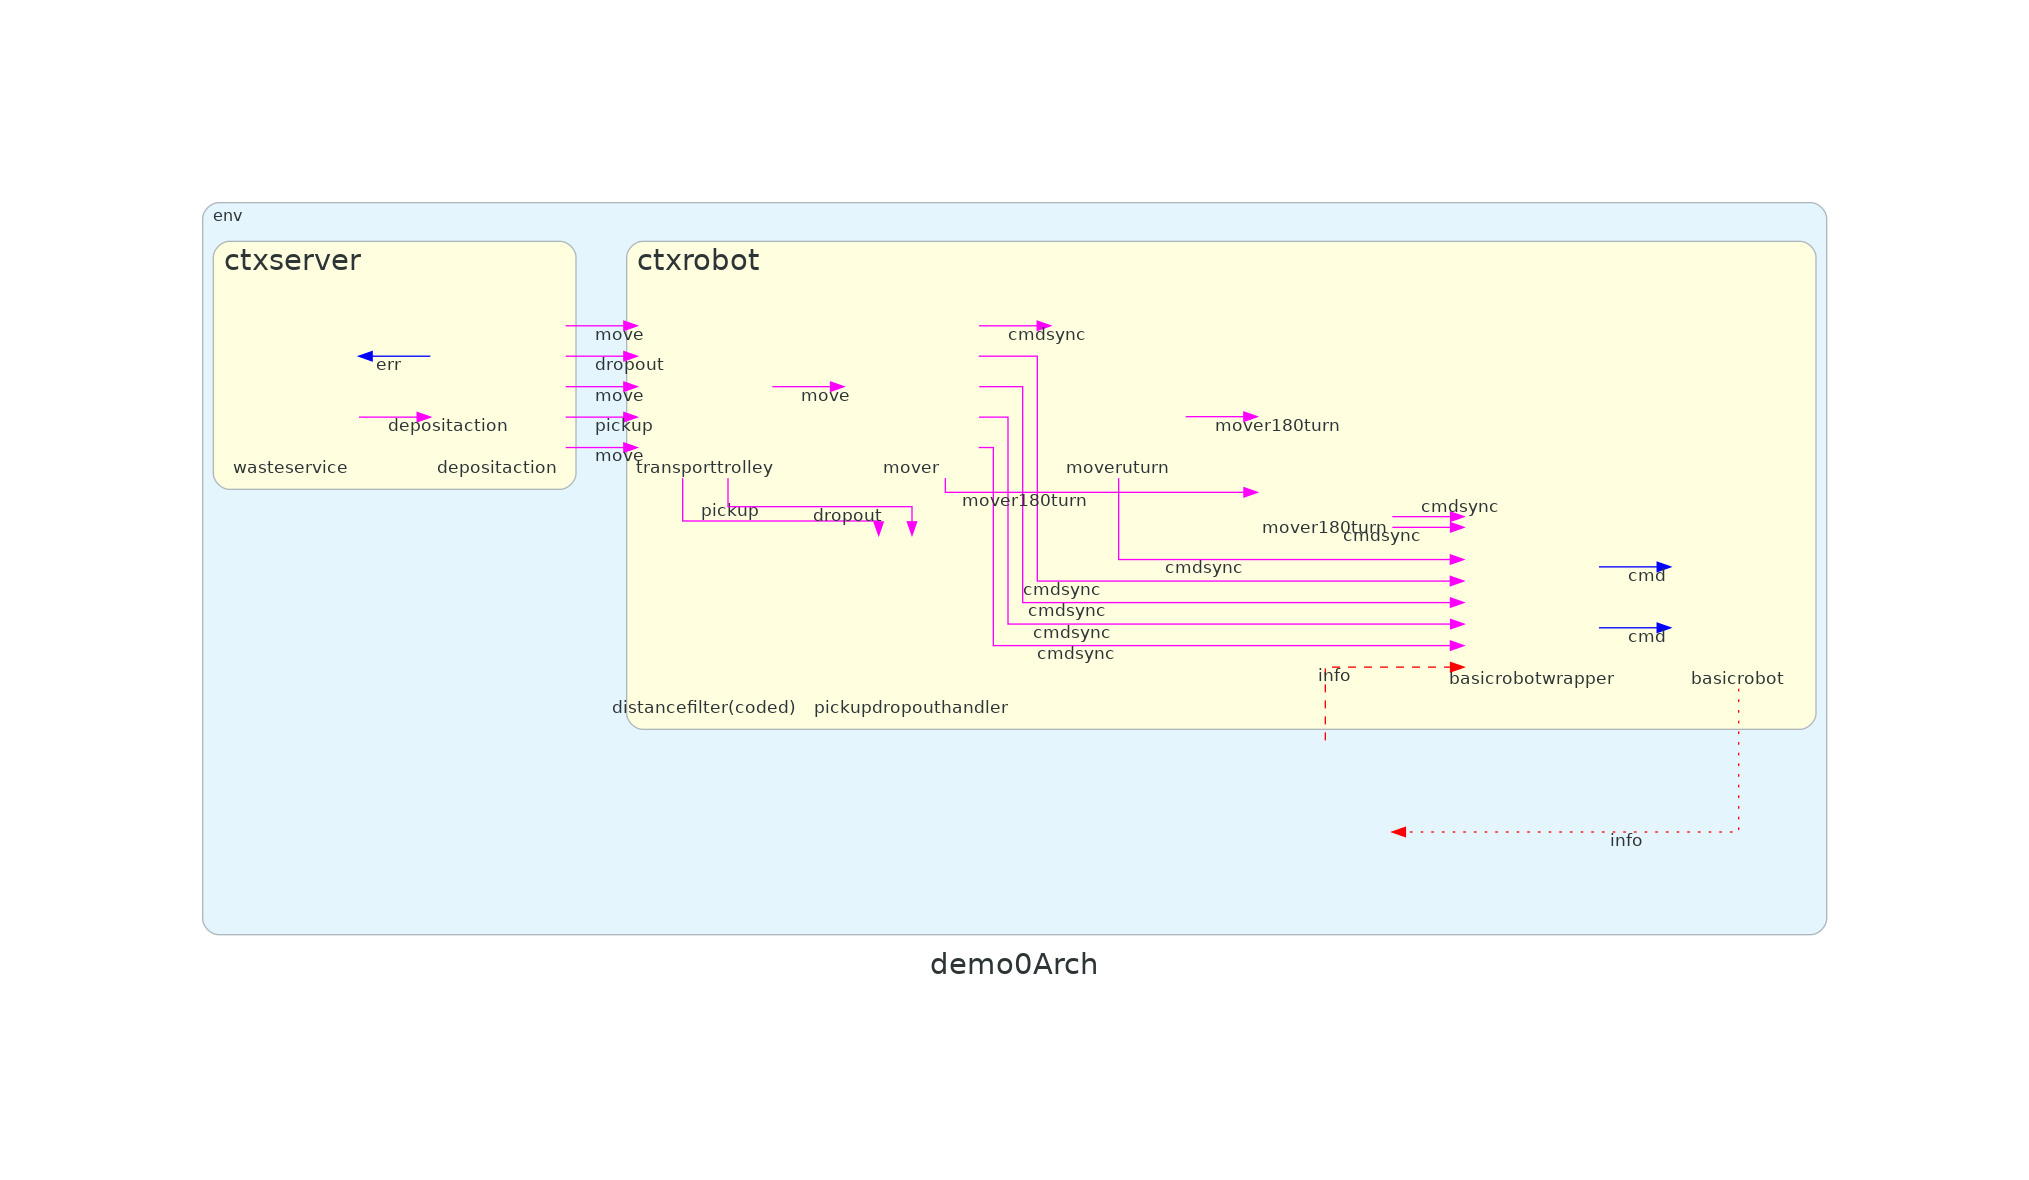 env
ctxserver
ctxrobot
move
cmdsync
err
dropout
move
move
depositaction
pickup
mover180turn
move
wasteservice
depositaction
transporttrolley
mover
moveruturn
mover180turn
cmdsync
pickup
dropout
mover180turn
cmdsync
cmdsync
cmd
cmdsync
cmdsync
cmdsync
cmd
cmdsync
info
basicrobotwrapper
basicrobot
distancefilter(coded)
pickupdropouthandler
info
demo0Arch